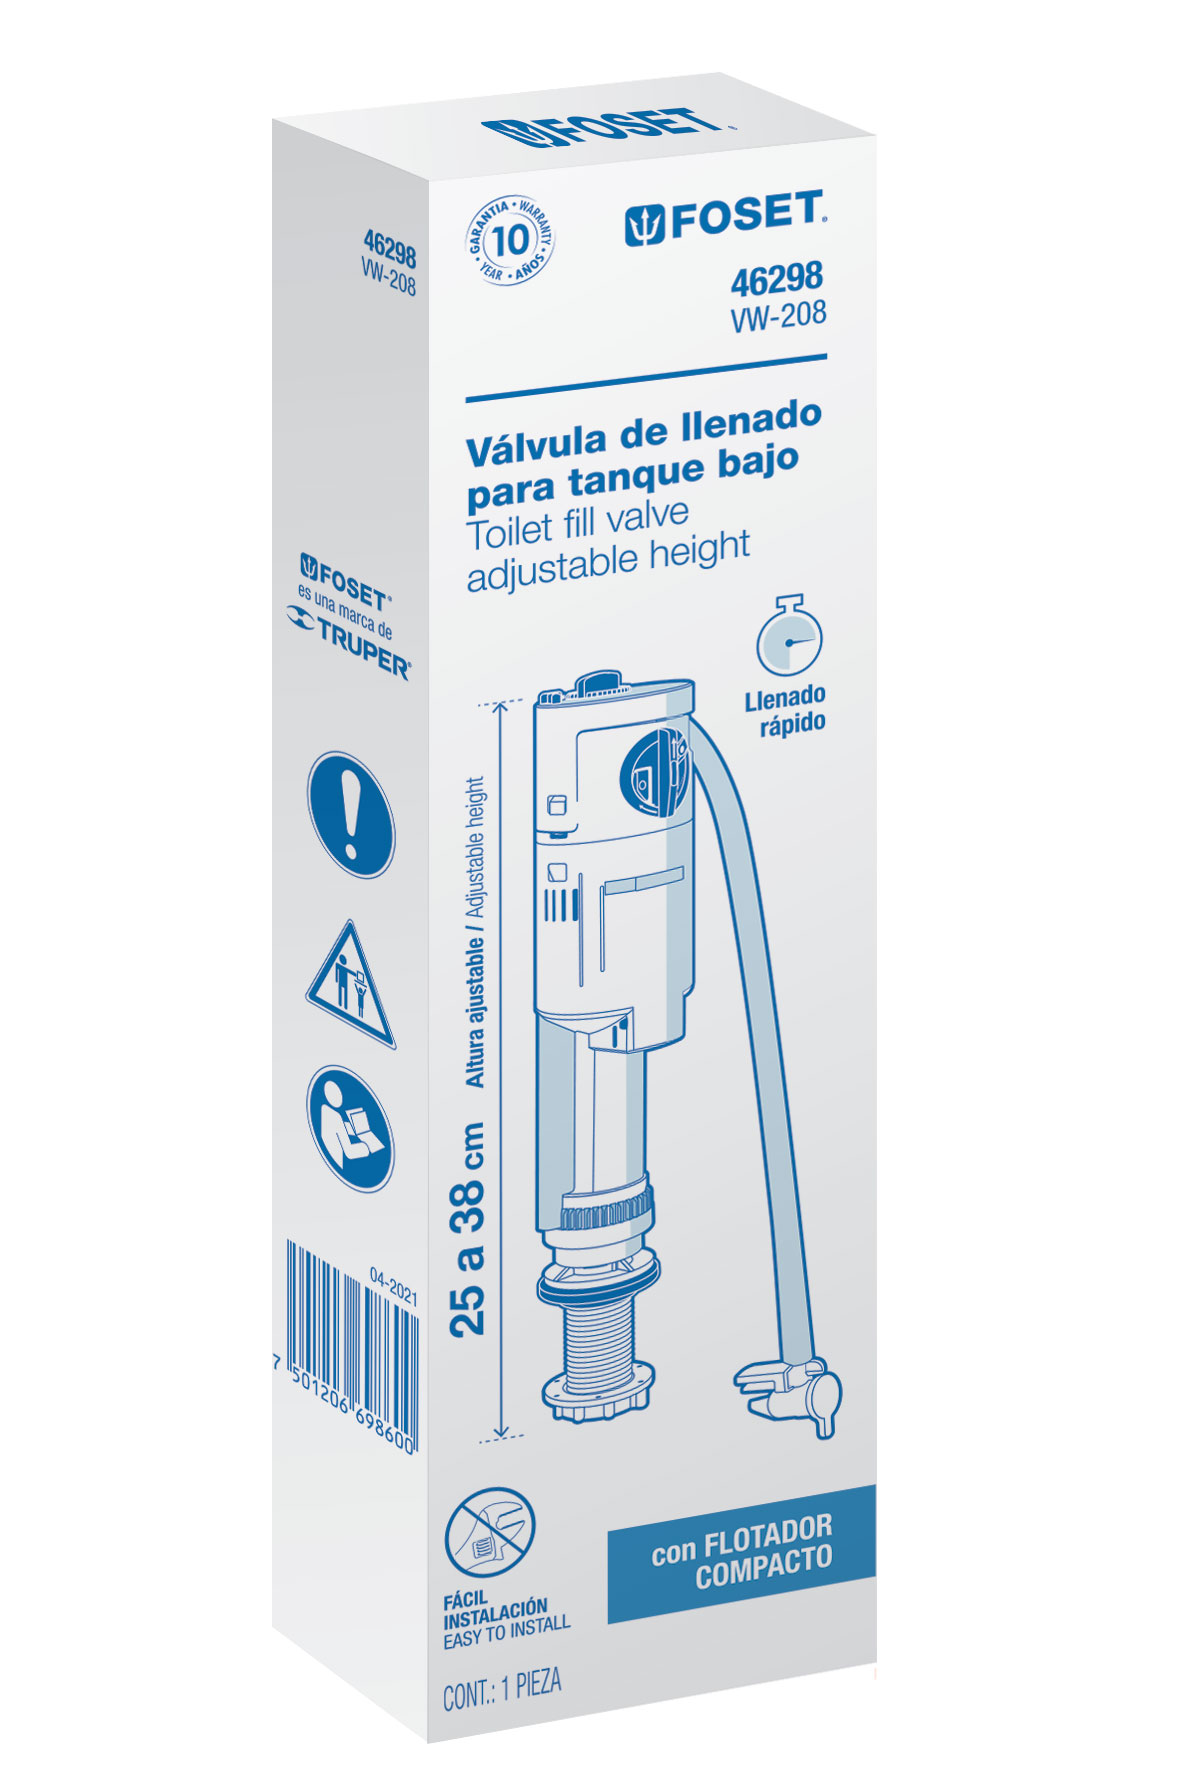 FOSET
46298
VW-208
FOSET
es una marca de
TRUPER
04-2021
7 501206 698600
GARANTIA • WARRANTY
10
YEAR • AÑOS
FOSET
46298
VW-208
Válvula de llenado
para tanque bajo
Toilet fill valve
adjustable height
Llenado
rápido
25 a 38 cm Altura ajustable / Adjustable height
FÁCIL
INSTALACIÓN
EASY TO INSTALL
con FLOTADOR
COMPACTO
CONT.: 1 PIEZA